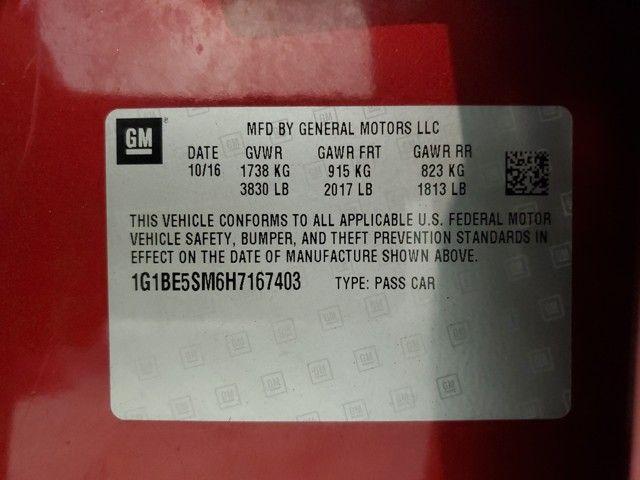 GM ® MFD BY GENERAL MOTORS LLC
DATE GVWR GAWR FRT GAWR RR
10/16 1738 KG 915 KG 823 KG
3830 LB 2017 LB 1813 LB
THIS VEHICLE CONFORMS TO ALL APPLICABLE U.S. FEDERAL MOTOR
VEHICLE SAFETY, BUMPER, AND THEFT PREVENTION STANDARDS IN
EFFECT ON THE DATE OF MANUFACTURE SHOWN ABOVE.
1G1BE5SM6H7167403 TYPE: PASS CAR